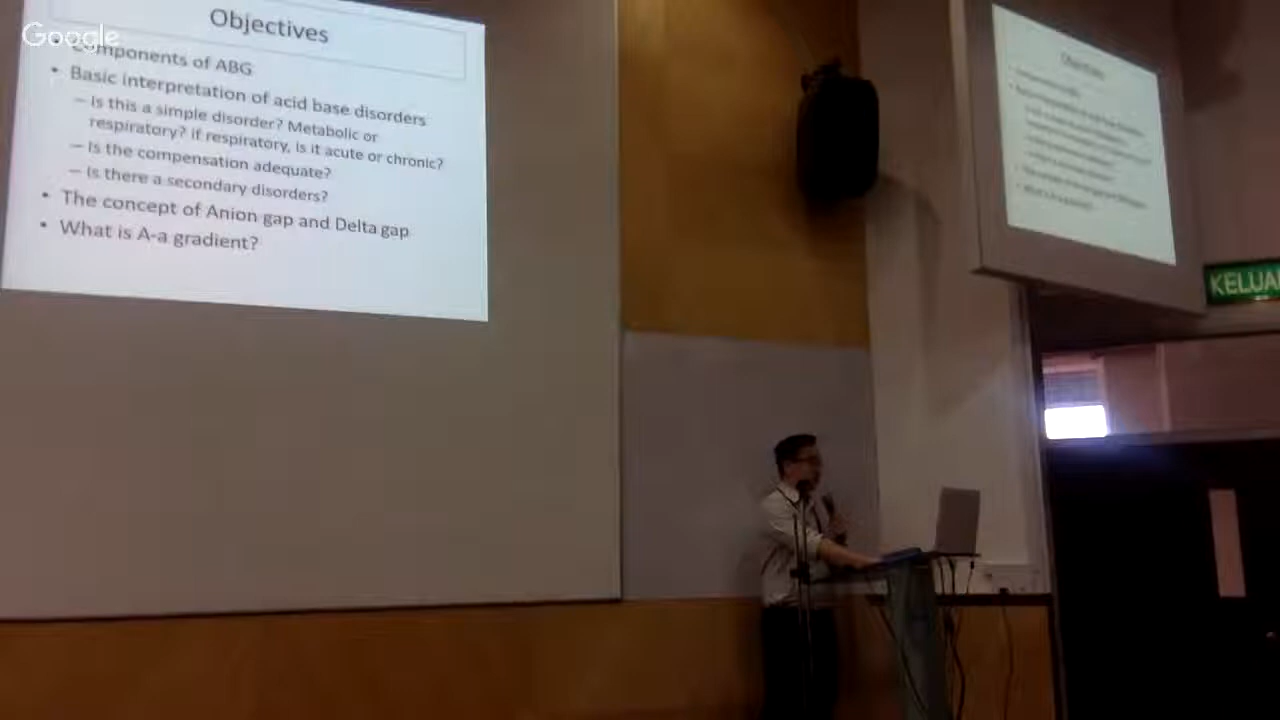 Google
Objectives
• Components of ABG
• Basic interpretation of acid base disorders
– Is this a simple disorder? Metabolic or
respiratory? if respiratory, is it acute or chronic?
– Is the compensation adequate?
– Is there a secondary disorders?
• The concept of Anion gap and Delta gap
• What is A-a gradient?
Objectives
KELUA